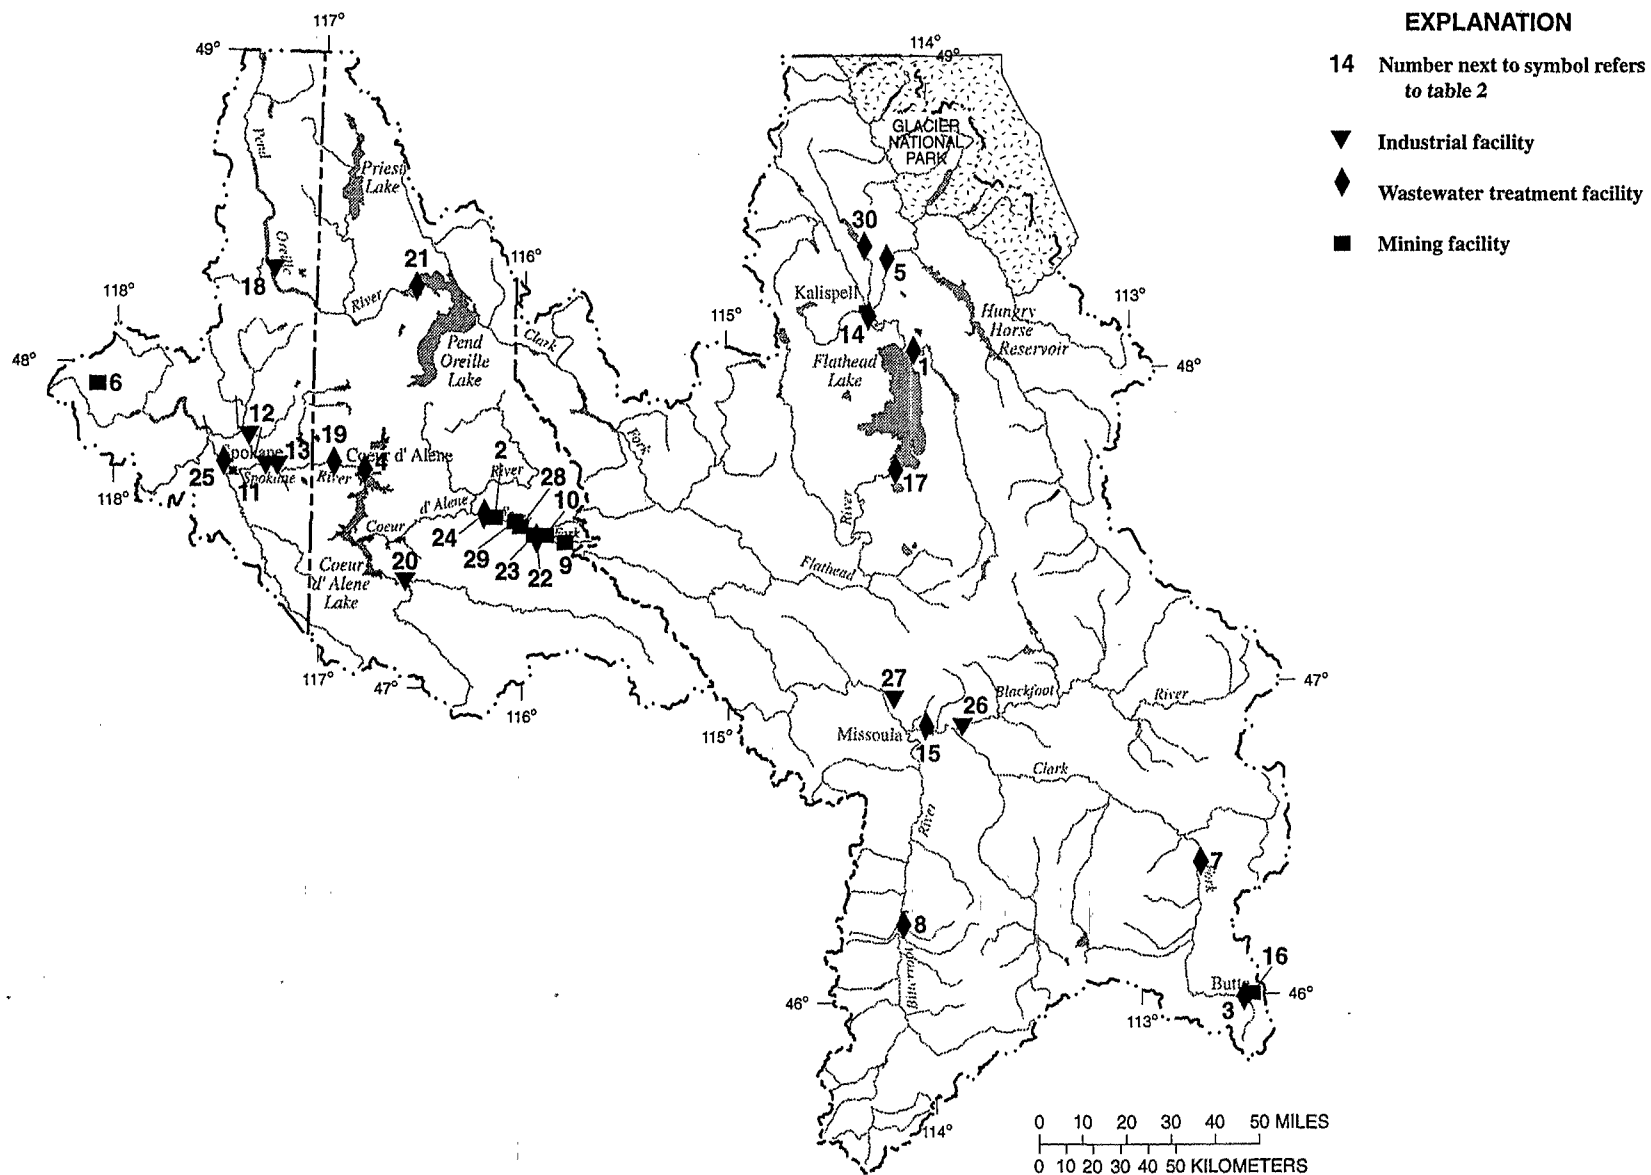 EXPLANATION
14 Number next to symbol refers
to table 2
Industrial facility
Wastewater treatment facility
Mining facility
117°
49°
114°
49°
Pend
GLACIER
NATIONAL
PARK
Priest
Lake
Oreille
30
18
21
116°
5
118°
River
Kalispell
Hungry
Horse
Reservoir
113°
115°
14
Clark
48°
Pend
Oreille
Lake
Flathead
Lake
1
48°
6
12
Spokane
13
19
Coeur d' Alene
4
2
Fork
25
11
Spokane
River
River
28
17
118°
d'Alene
10
River
Coeur
24
29
23
22
9
Fork
20
Coeur
d' Alene
Lake
Flathead
117°
47°
116°
27
Blackfoot
River
47°
26
115°
Missoula
15
Clark
River
7
Fork
8
Bitterroot
16
Butte
46°
3
46°
113°
114°
0 10 20 30 40 50 MILES
0 10 20 30 40 50 KILOMETERS